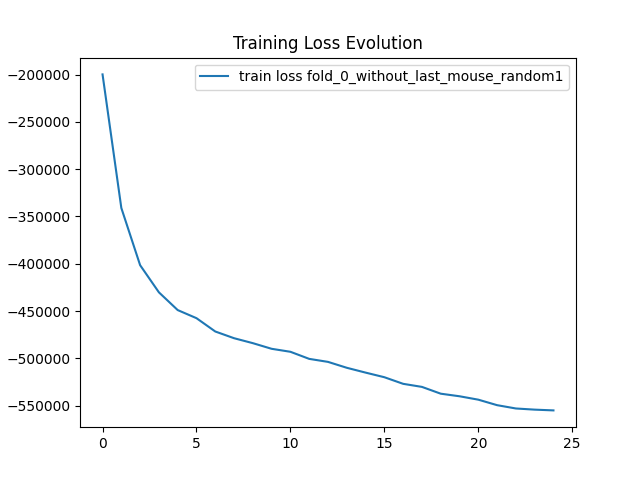 Training Loss Evolution
train loss fold_0_without_last_mouse_random1
−200000
−250000
−300000
−350000
−400000
−450000
−500000
−550000
0 5 10 15 20 25